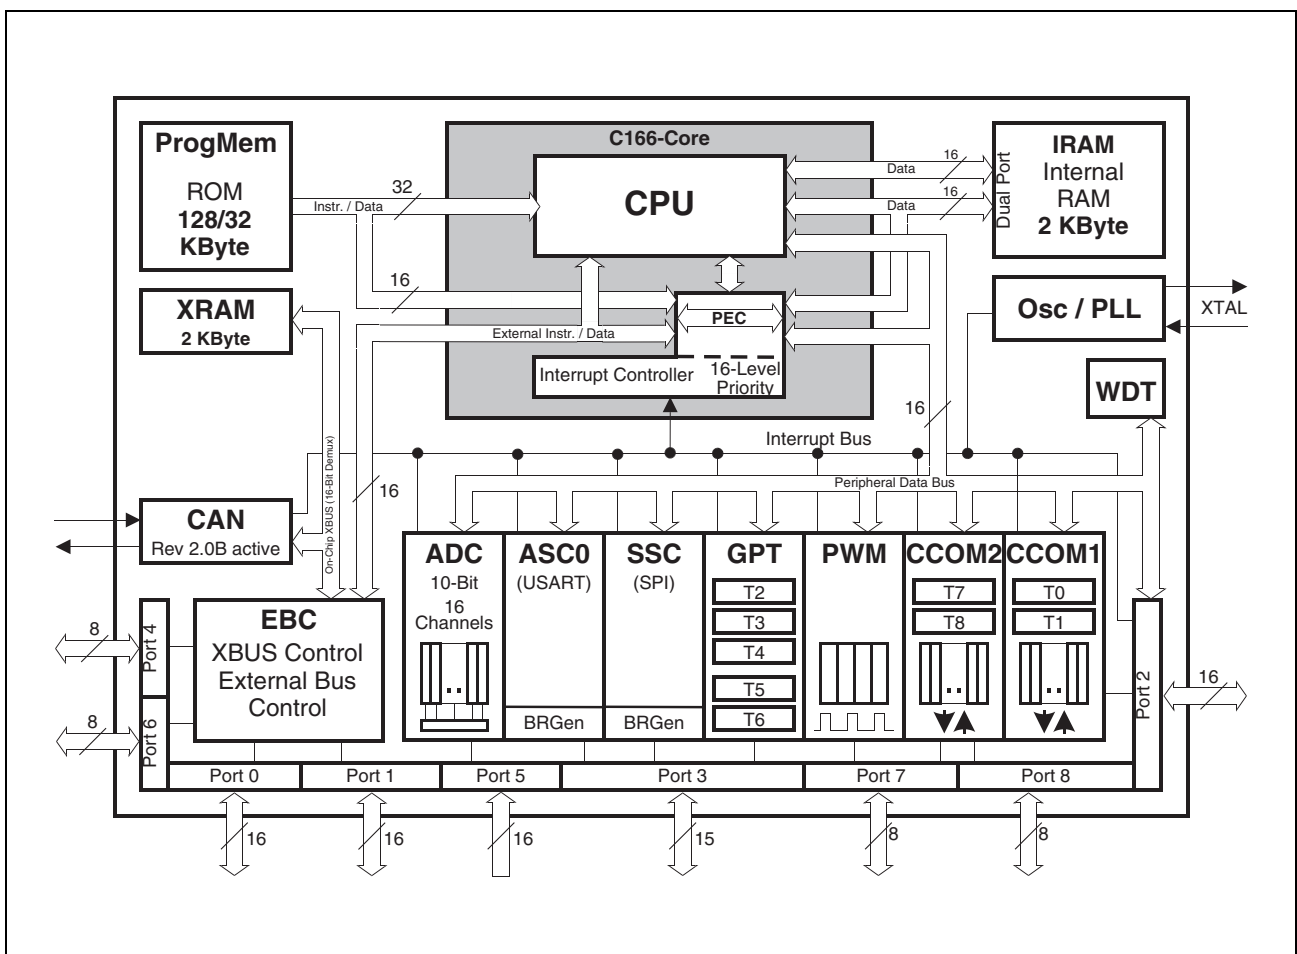 C166-Core
ProgMem
ROM
128/32
KByte
32
Instr. / Data
CPU
16
Data
16
Data
Dual Port
IRAM
Internal
RAM
2 KByte
XRAM
2 KByte
16
External Instr. / Data
PEC
Interrupt Controller
16-Level
Priority
Osc / PLL
XTAL
WDT
16
Interrupt Bus
Peripheral Data Bus
On-Chip XBUS (16-Bit Demux)
16
CAN
Rev 2.0B active
EBC
XBUS Control
External Bus
Control
8
Port 4
8
Port 6
ADC
10-Bit
16
Channels
ASC0
(USART)
BRGen
SSC
(SPI)
BRGen
GPT
T2
T3
T4
T5
T6
PWM
CCOM2
T7
T8
CCOM1
T0
T1
Port 2
16
Port 0
Port 1
Port 5
Port 3
Port 7
Port 8
16
16
16
15
8
8